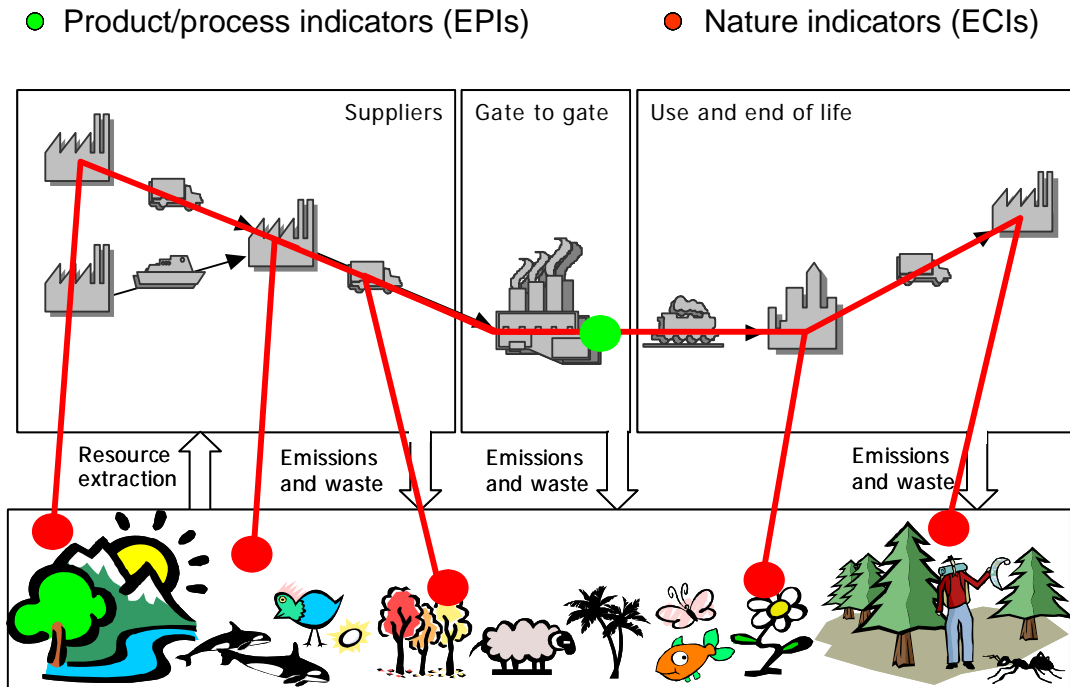 Product/process indicators (EPIs)
Nature indicators (ECIs)
Suppliers
Gate to gate
Use and end of life
Resource
extraction
Emissions
and waste
Emissions
and waste
Emissions
and waste